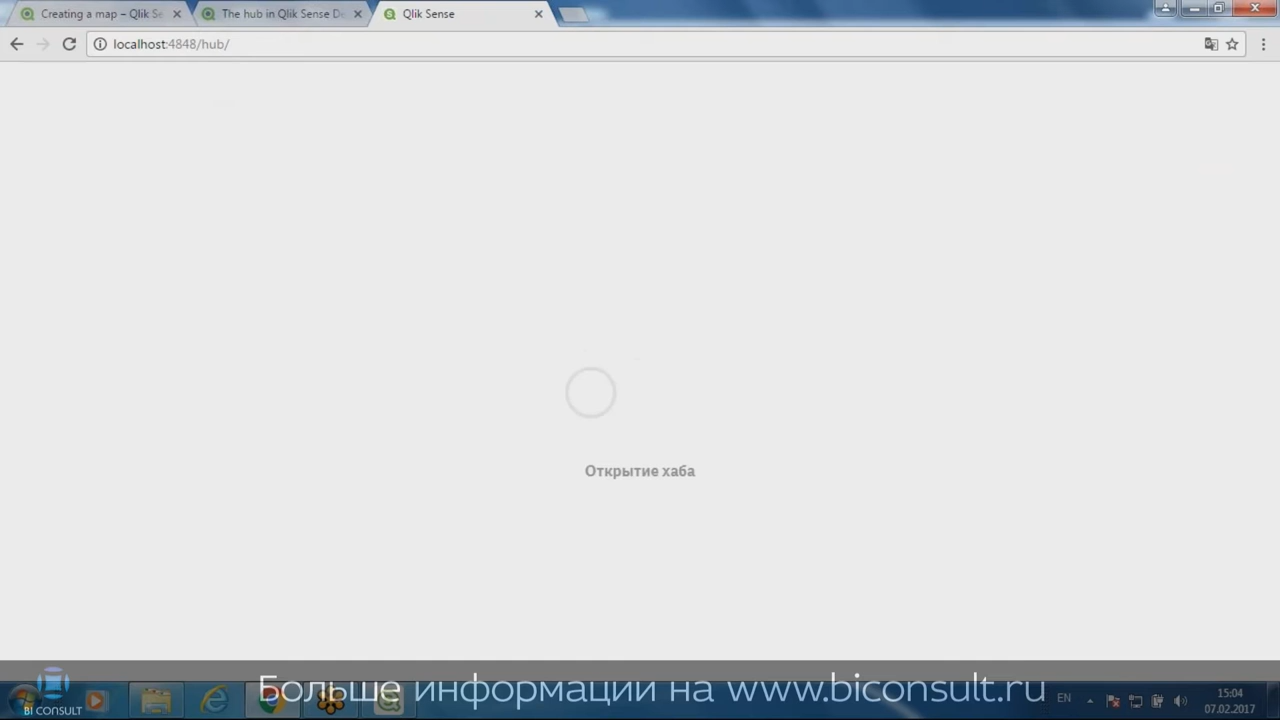 Creating a map – Qlik Se
The hub in Qlik Sense De
Qlik Sense
localhost:4848/hub/
Открытие хаба
Больше информации на www.biconsult.ru
BI CONSULT
EN
15:04
07.02.2017